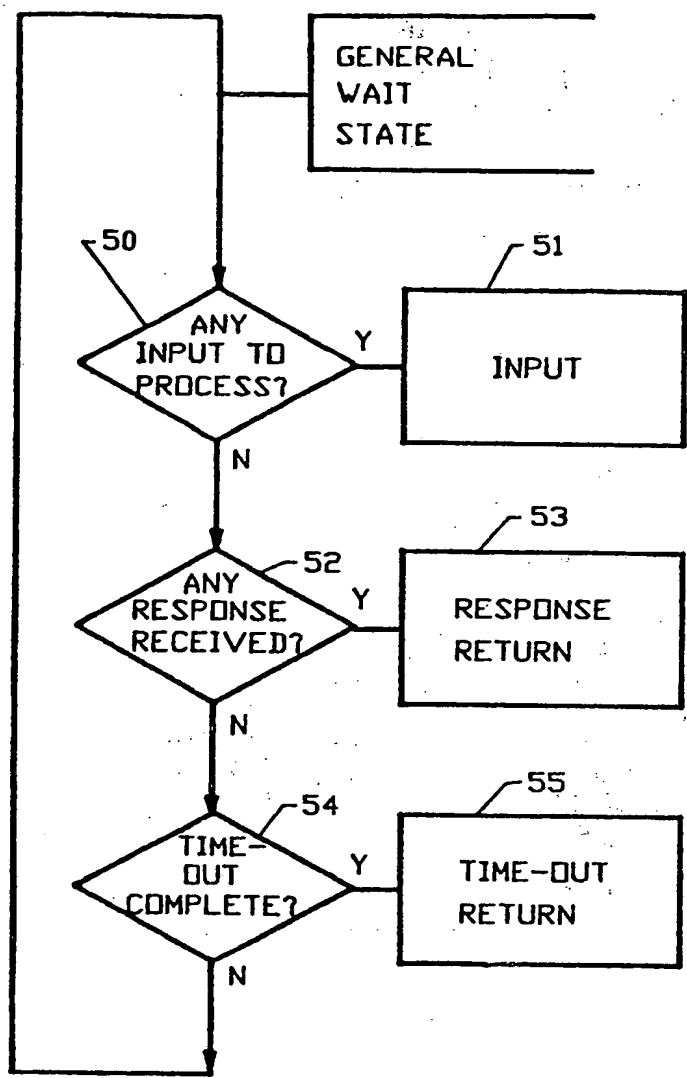 GENERAL
WAIT
STATE
50
51
ANY
INPUT TO
PROCESS?
Y
INPUT
N
52
53
ANY
RESPONSE
RECEIVED?
Y
RESPONSE
RETURN
N
54
55
TIME-
OUT
COMPLETE?
Y
TIME-OUT
RETURN
N